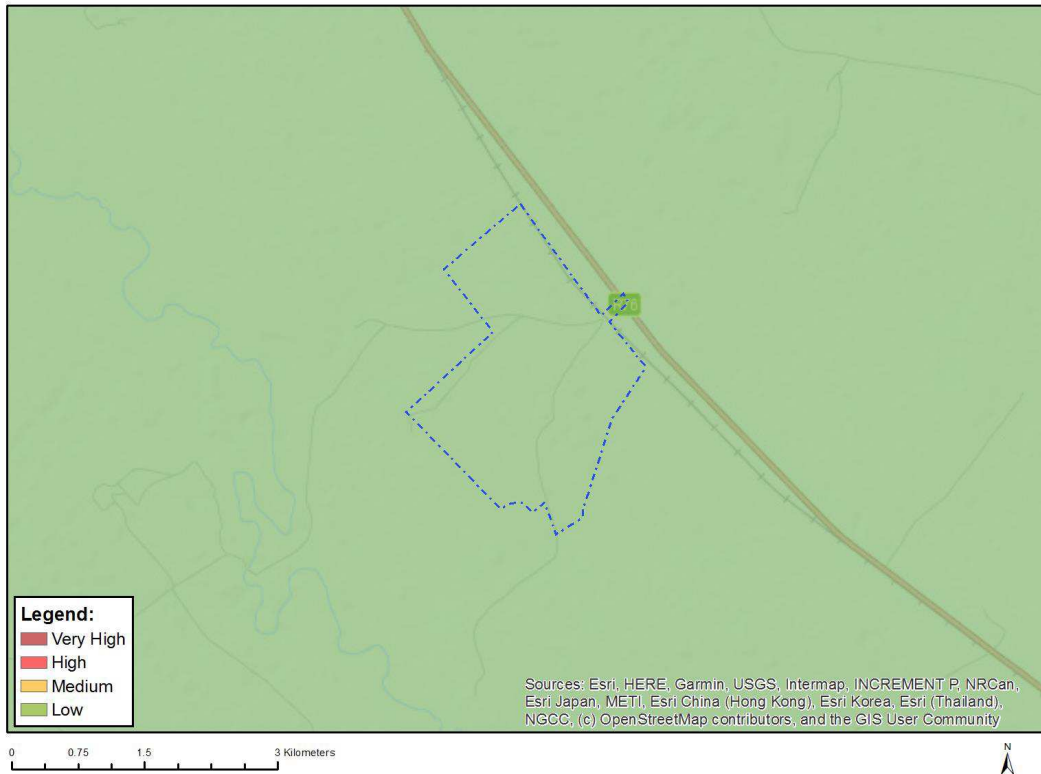 Legend:
Very High
High
Medium
Low
Sources: Esri, HERE, Garmin, USGS, Intermap, INCREMENT P, NRCan,
Esri Japan, METI, Esri China (Hong Kong), Esri Korea, Esri (Thailand),
NGCC, (c) OpenStreetMap contributors, and the GIS User Community
0 0.75 1.5 3 Kilometers
N